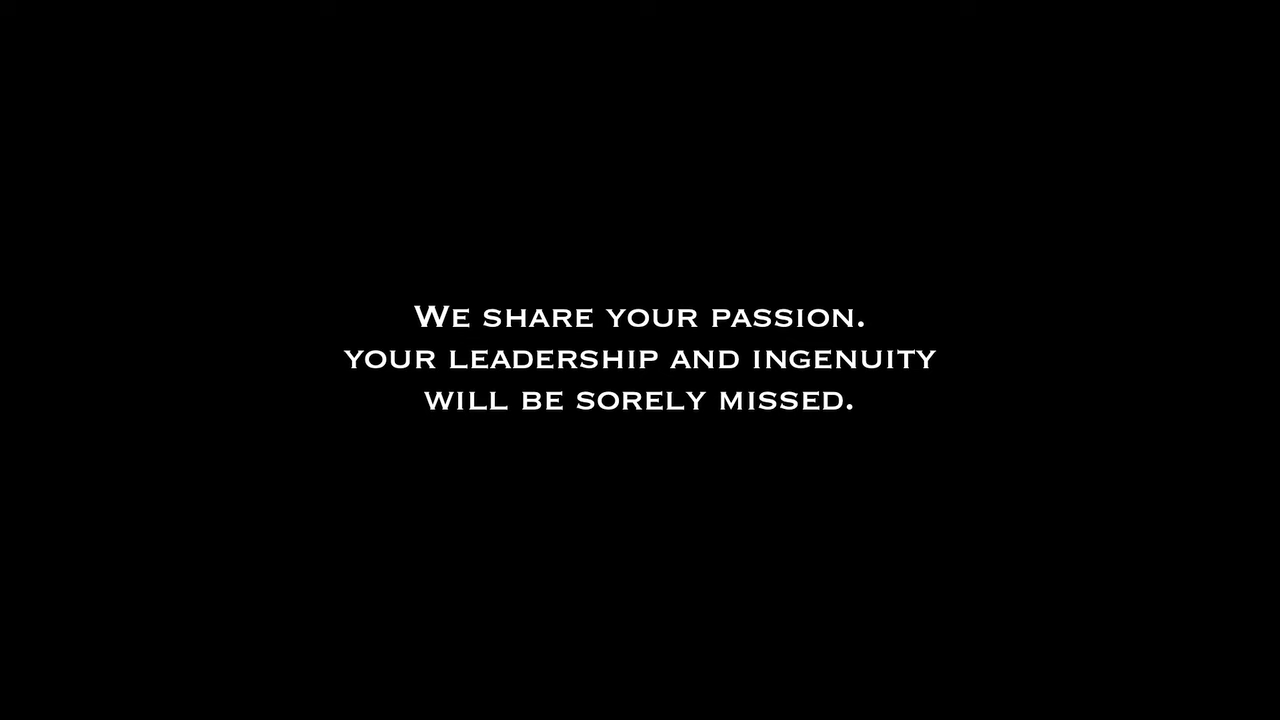 We share your passion.
your leadership and ingenuity
will be sorely missed.